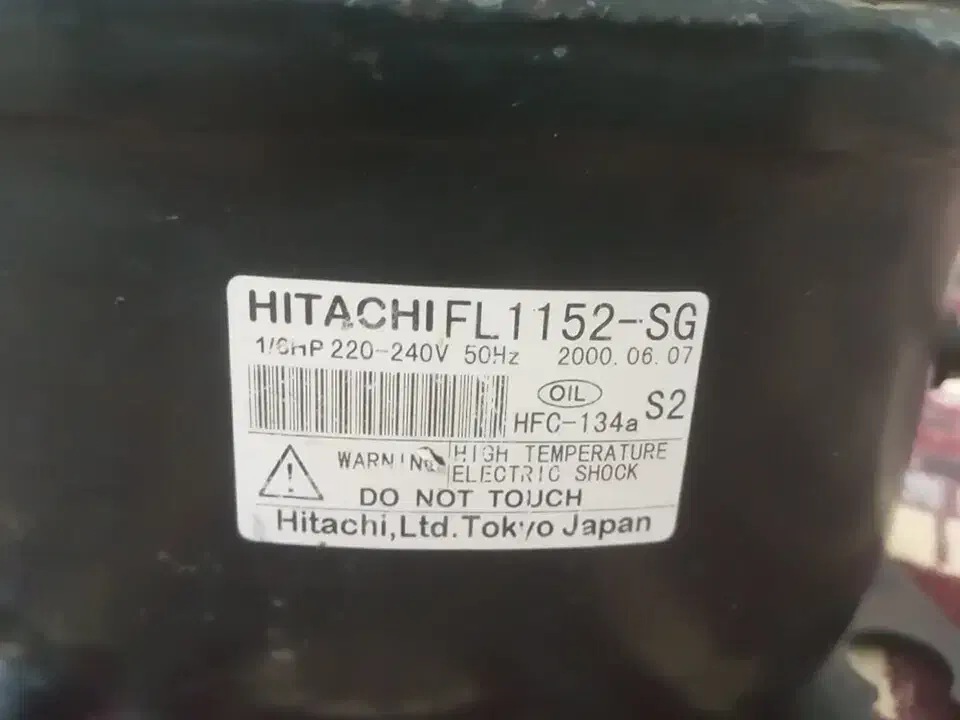 HITACHI FL1152-SG
1/6HP 220-240V 50Hz 2000.06.07
OIL
HFC-134a S2
WARNING HIGH TEMPERATURE
ELECTRIC SHOCK
DO NOT TOUCH
Hitachi,Ltd.Tokyo Japan